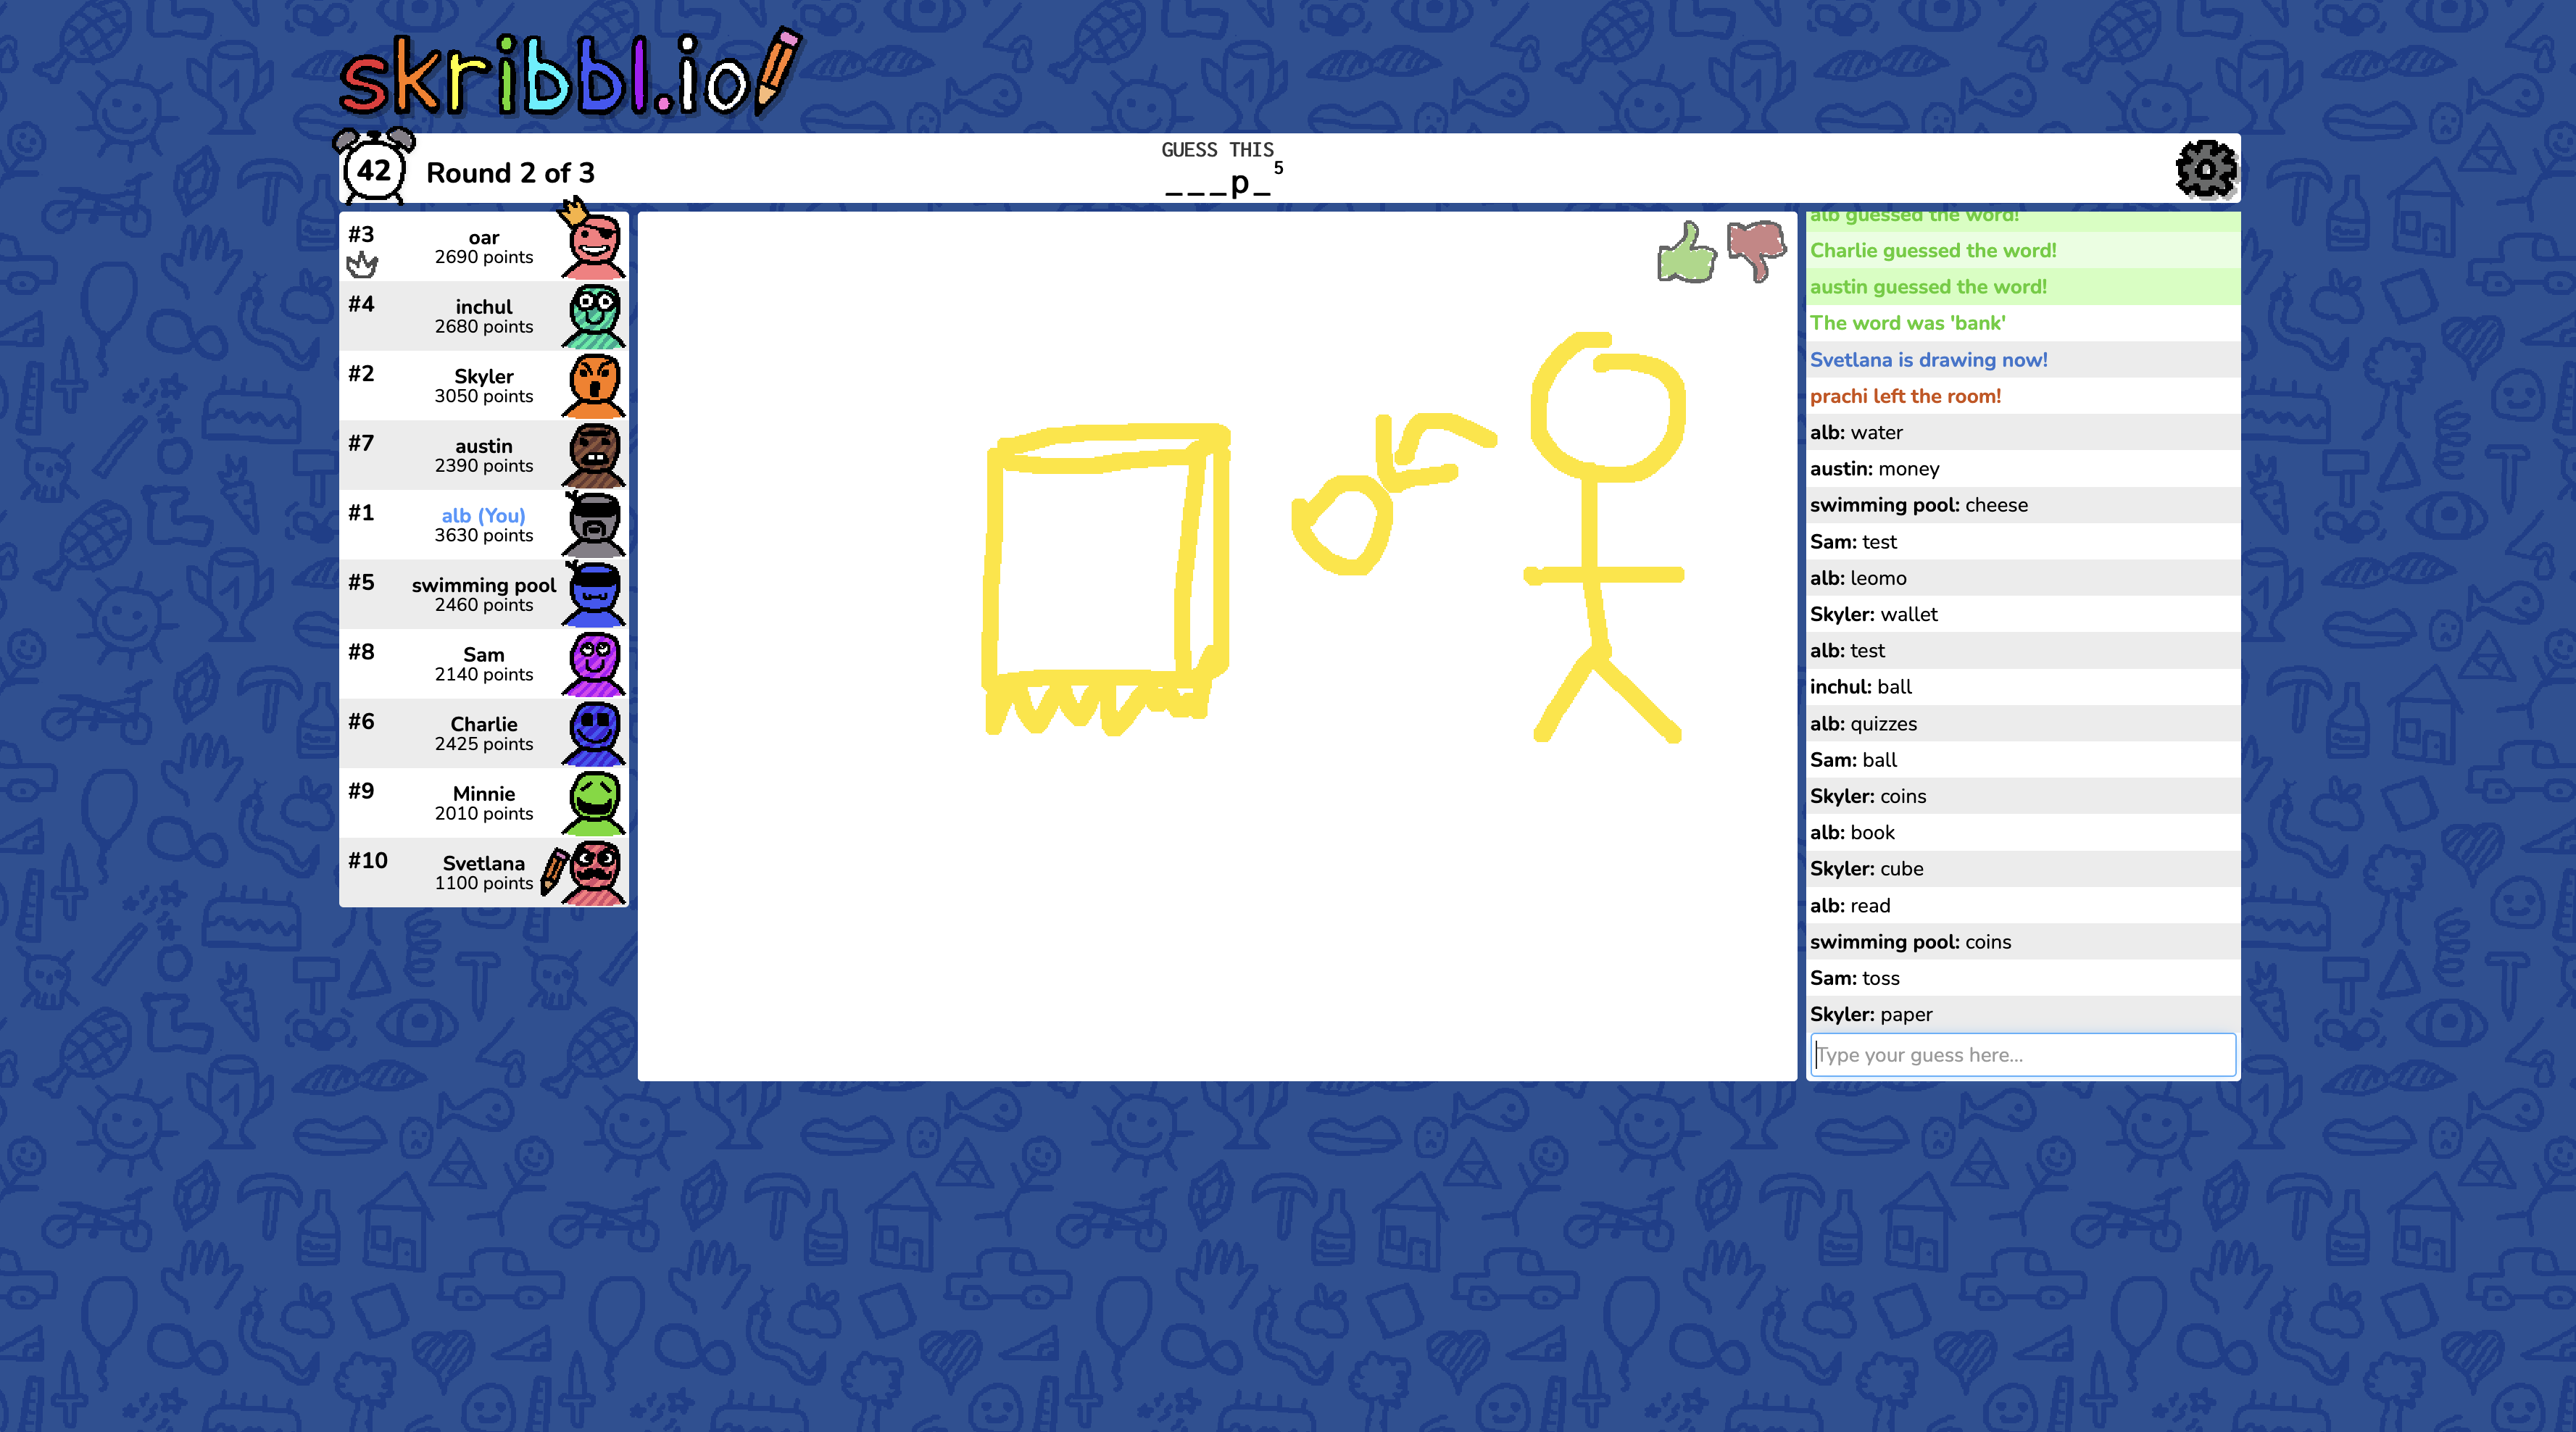 skribbl.io
42
Round 2 of 3
GUESS THIS
___p_ 5
#3
oar
2690 points
#4
inchul
2680 points
#2
Skyler
3050 points
#7
austin
2390 points
#1
alb (You)
3630 points
#5
swimming pool
2460 points
#8
Sam
2140 points
#6
Charlie
2425 points
#9
Minnie
2010 points
#10
Svetlana
1100 points
alb guessed the word!
Charlie guessed the word!
austin guessed the word!
The word was 'bank'
Svetlana is drawing now!
prachi left the room!
alb: water
austin: money
swimming pool: cheese
Sam: test
alb: leomo
Skyler: wallet
alb: test
inchul: ball
alb: quizzes
Sam: ball
Skyler: coins
alb: book
Skyler: cube
alb: read
swimming pool: coins
Sam: toss
Skyler: paper
Type your guess here...